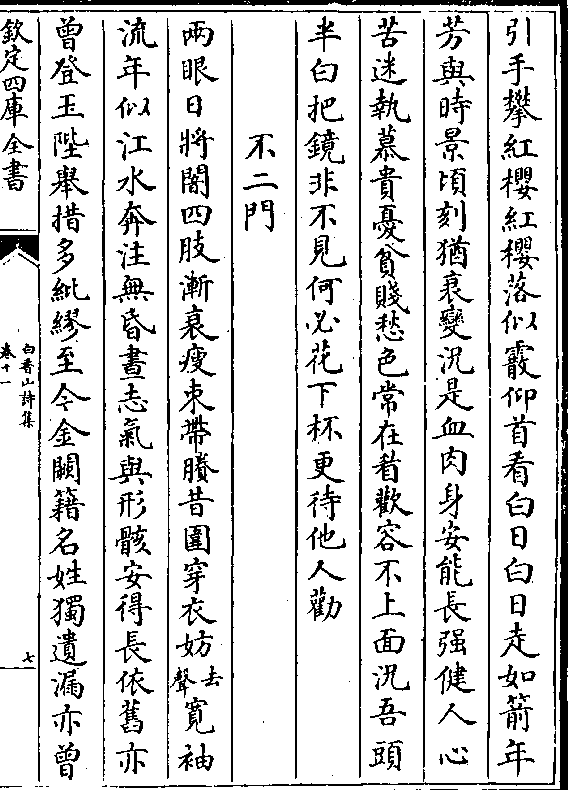 引手攀紅櫻紅櫻落似霰仰首看白日白日走如箭年
芳與時景頃刻猶衰變況是血肉身安能長强健人心
苦迷執慕貴憂貧賤愁色常在眉歡容不上面況吾頭
半白把鏡非不見何必花下杯更待他人勸
不二門
兩眼日將闇四肢漸衰瘦束帶賸昔圍穿衣妨去聲寛袖
流年似江水奔注無昏晝志氣與形骸安得長依舊亦
曾登玉陛舉措多紕繆至今金闕籍名姓獨遺漏亦曾
欽定四庫全書
白香山詩集
卷十一
七